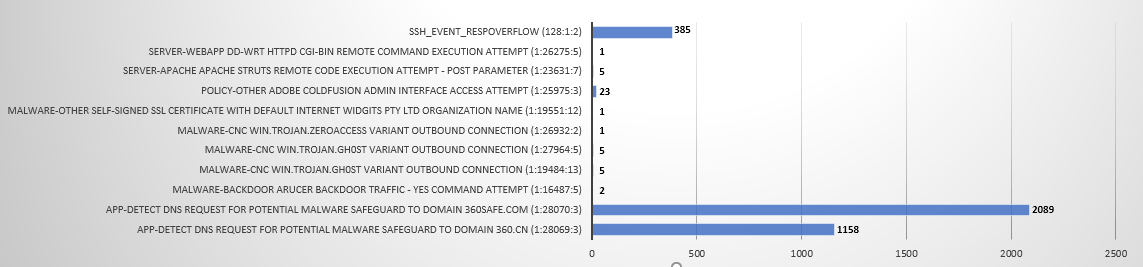 SSH_EVENT_RESPOVERFLOW (128:1:2) 385
SERVER-WEBAPP DD-WRT HTTPD CGI-BIN REMOTE COMMAND EXECUTION ATTEMPT (1:26275:5) 1
SERVER-APACHE APACHE STRUTS REMOTE CODE EXECUTION ATTEMPT - POST PARAMETER (1:23631:7) 5
POLICY-OTHER ADOBE COLDFUSION ADMIN INTERFACE ACCESS ATTEMPT (1:25975:3) 23
MALWARE-OTHER SELF-SIGNED SSL CERTIFICATE WITH DEFAULT INTERNET WIDGITS PTY LTD ORGANIZATION NAME (1:19551:12) 1
MALWARE-CNC WIN.TROJAN.ZEROACCESS VARIANT OUTBOUND CONNECTION (1:26932:2) 1
MALWARE-CNC WIN.TROJAN.GH0ST VARIANT OUTBOUND CONNECTION (1:27964:5) 5
MALWARE-CNC WIN.TROJAN.GH0ST VARIANT OUTBOUND CONNECTION (1:19484:13) 5
MALWARE-BACKDOOR ARUCER BACKDOOR TRAFFIC - YES COMMAND ATTEMPT (1:16487:5) 2
APP-DETECT DNS REQUEST FOR POTENTIAL MALWARE SAFEGUARD TO DOMAIN 360SAFE.COM (1:28070:3) 2089
APP-DETECT DNS REQUEST FOR POTENTIAL MALWARE SAFEGUARD TO DOMAIN 360.CN (1:28069:3) 1158
0 500 1000 1500 2000 2500